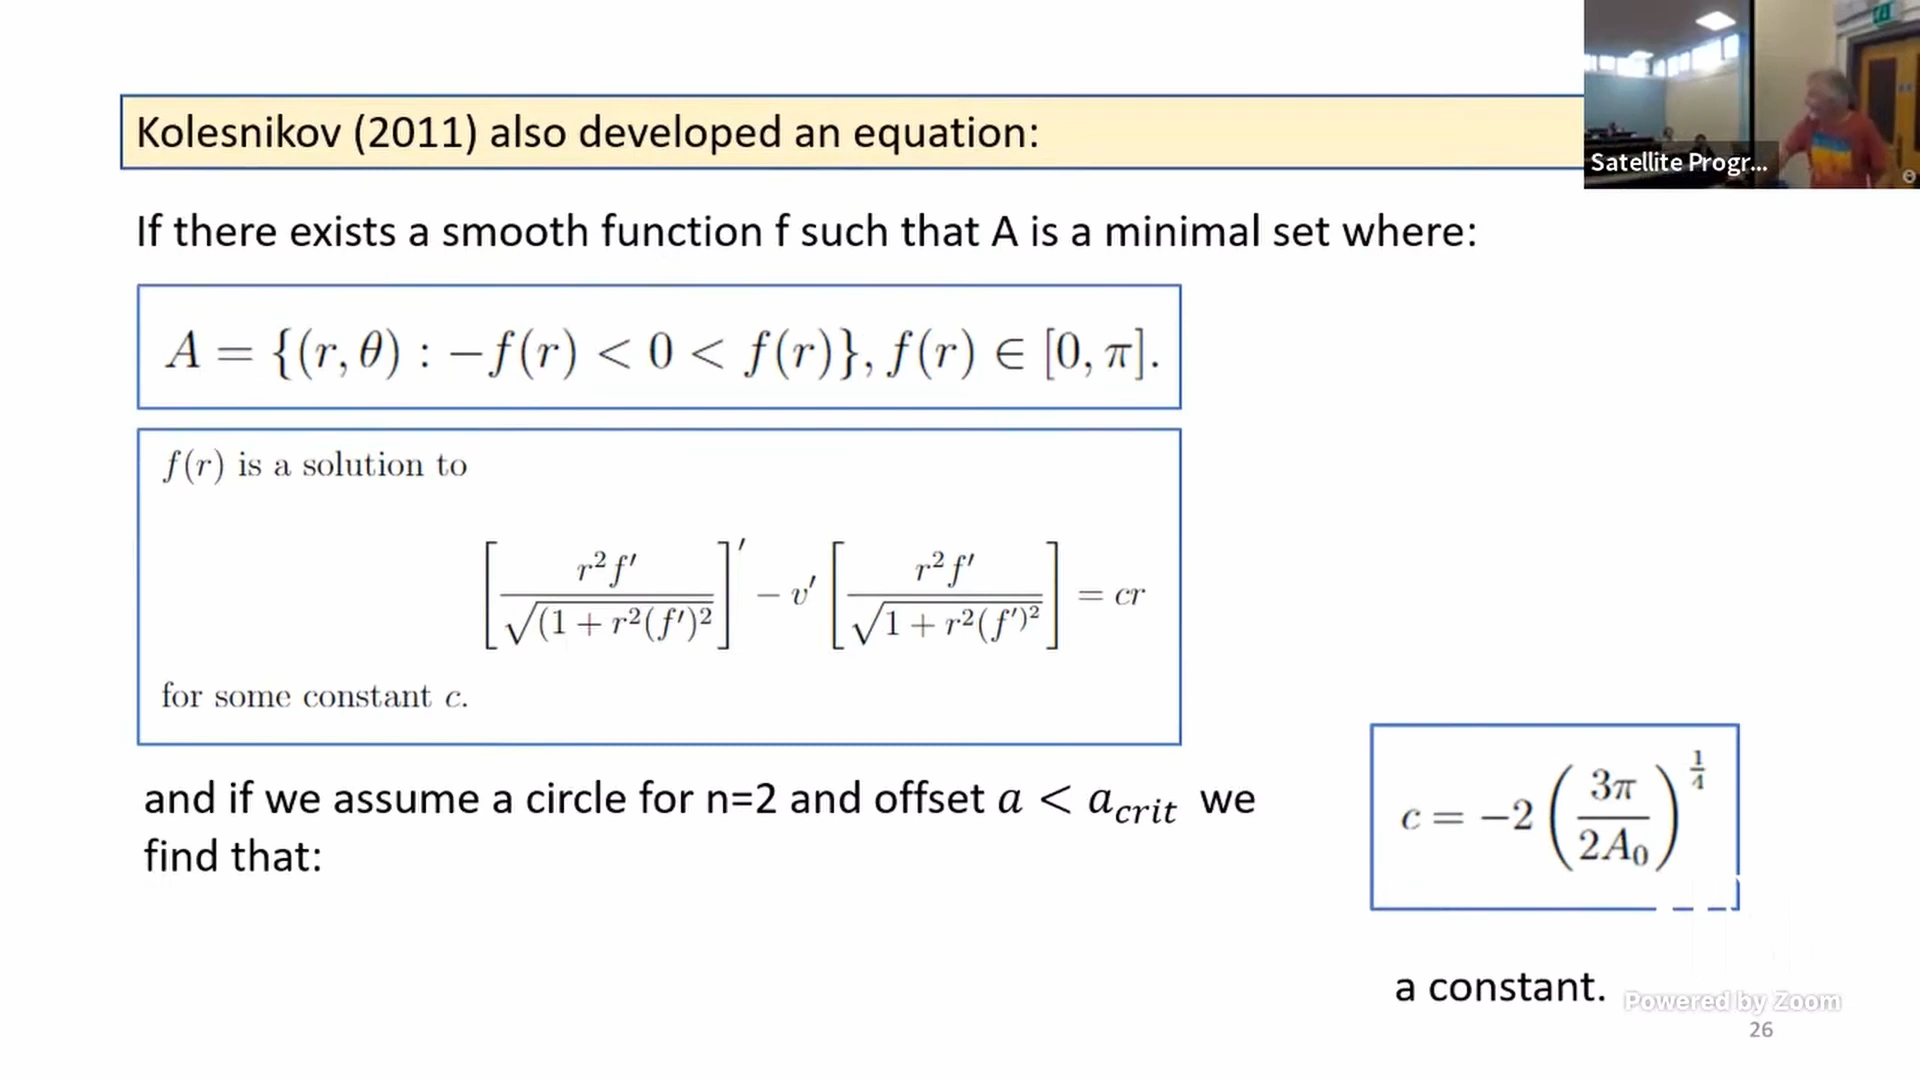 Kolesnikov (2011) also developed an equation:
Satellite Progr...
If there exists a smooth function f such that A is a minimal set where:
A = {(r, θ) : −f(r) < 0 < f(r)}, f(r) ∈ [0, π].
f(r) is a solution to
[ r²f′ / √(1 + r²(f′)² ]′ − v′ [ r²f′ / √1 + r²(f′)² ] = cr
for some constant c.
and if we assume a circle for n=2 and offset a < a_crit we
find that:
c = −2 (3π / 2A₀)^(1/4)
a constant.
Powered by Zoom
26